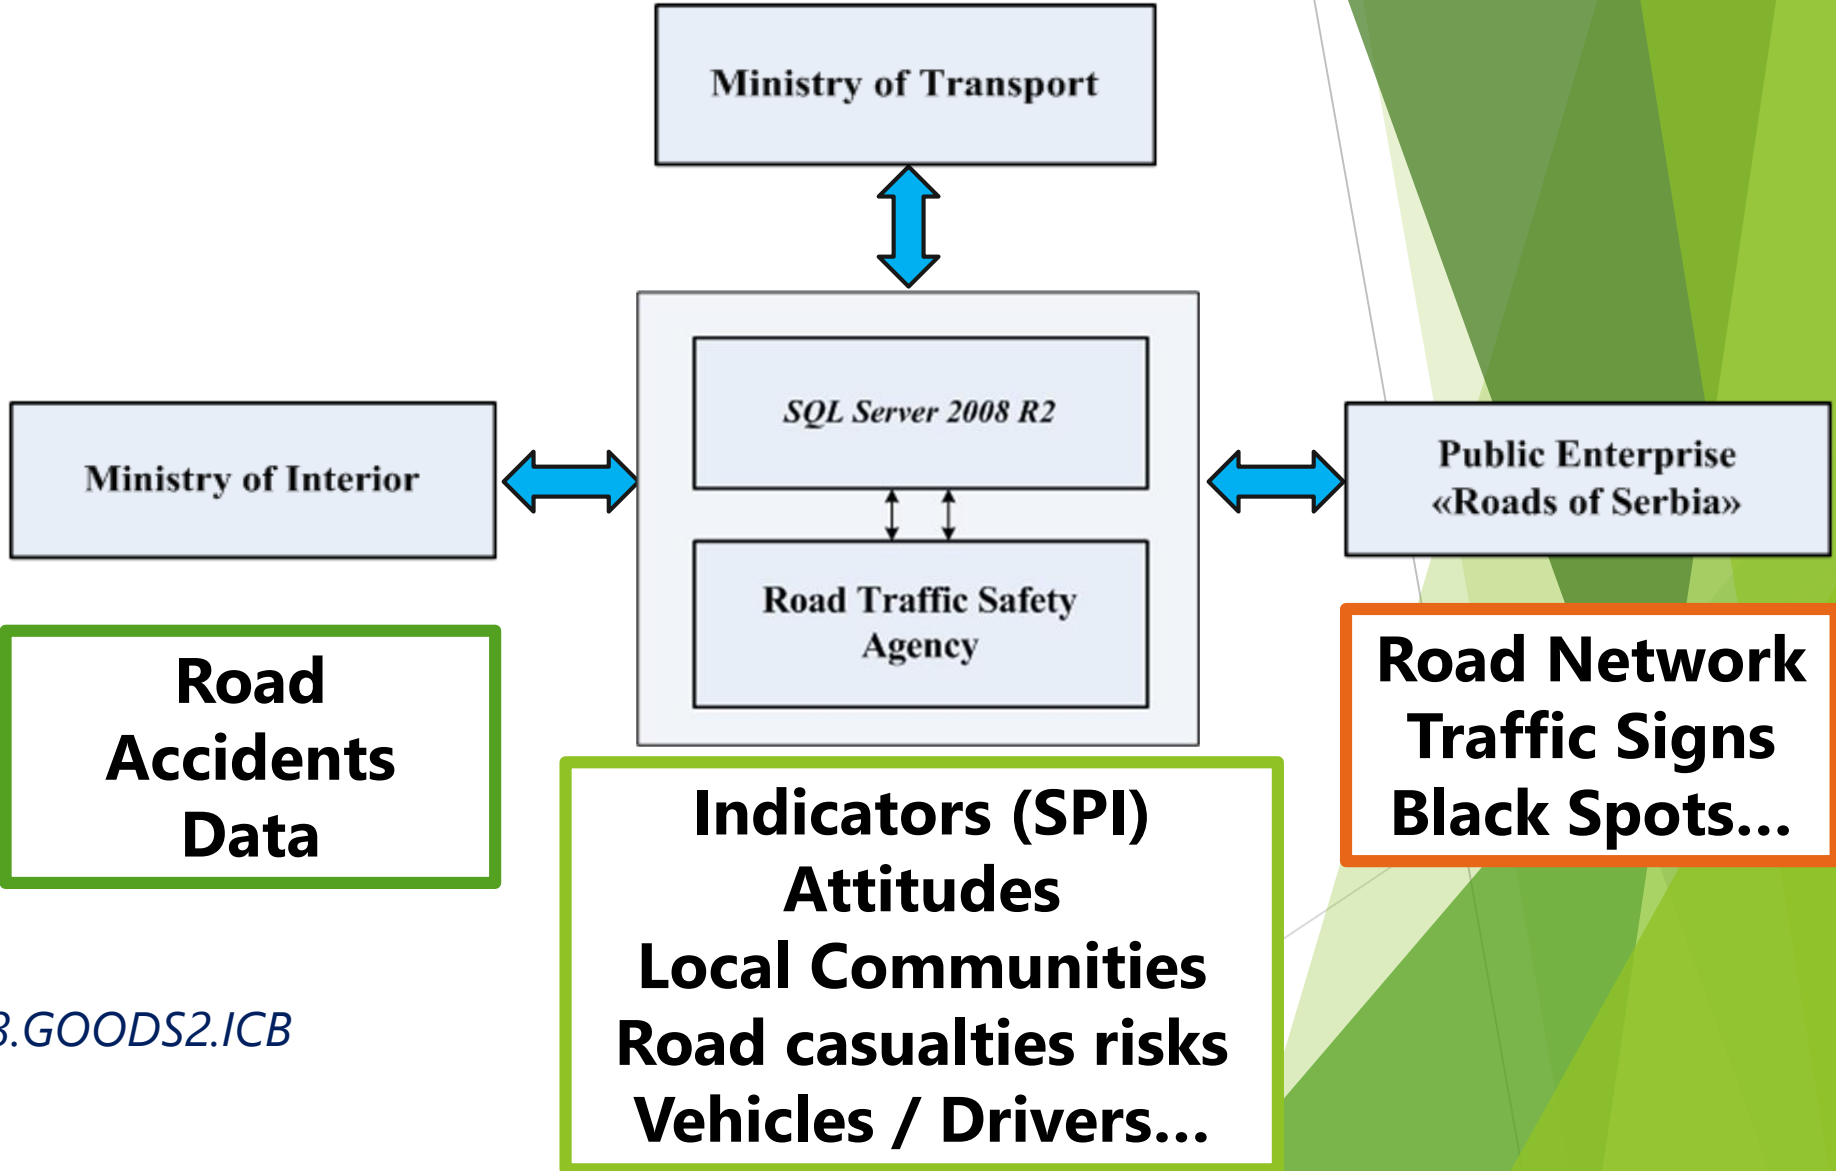 Ministry of Transport
SQL Server 2008 R2
Ministry of Interior
Public Enterprise
«Roads of Serbia»
Road Traffic Safety
Agency
Road
Accidents
Data
Road Network
Traffic Signs
Black Spots...
Indicators (SPI)
Attitudes
Local Communities
Road casualties risks
Vehicles / Drivers...
.GOODS2.ICB